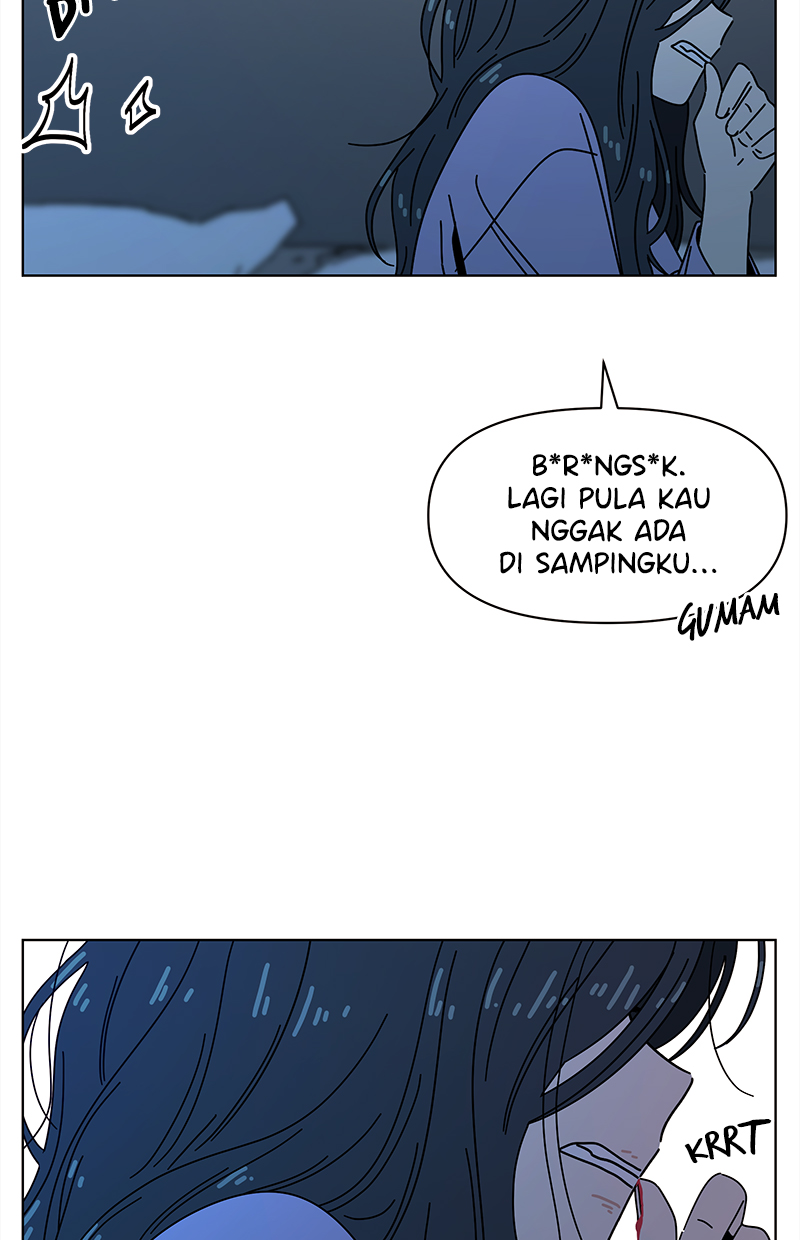 B*R*NGS*K.
LAGI PULA KAU
NGGAK ADA
DI SAMPINGKU...
GUMAM
KRRT